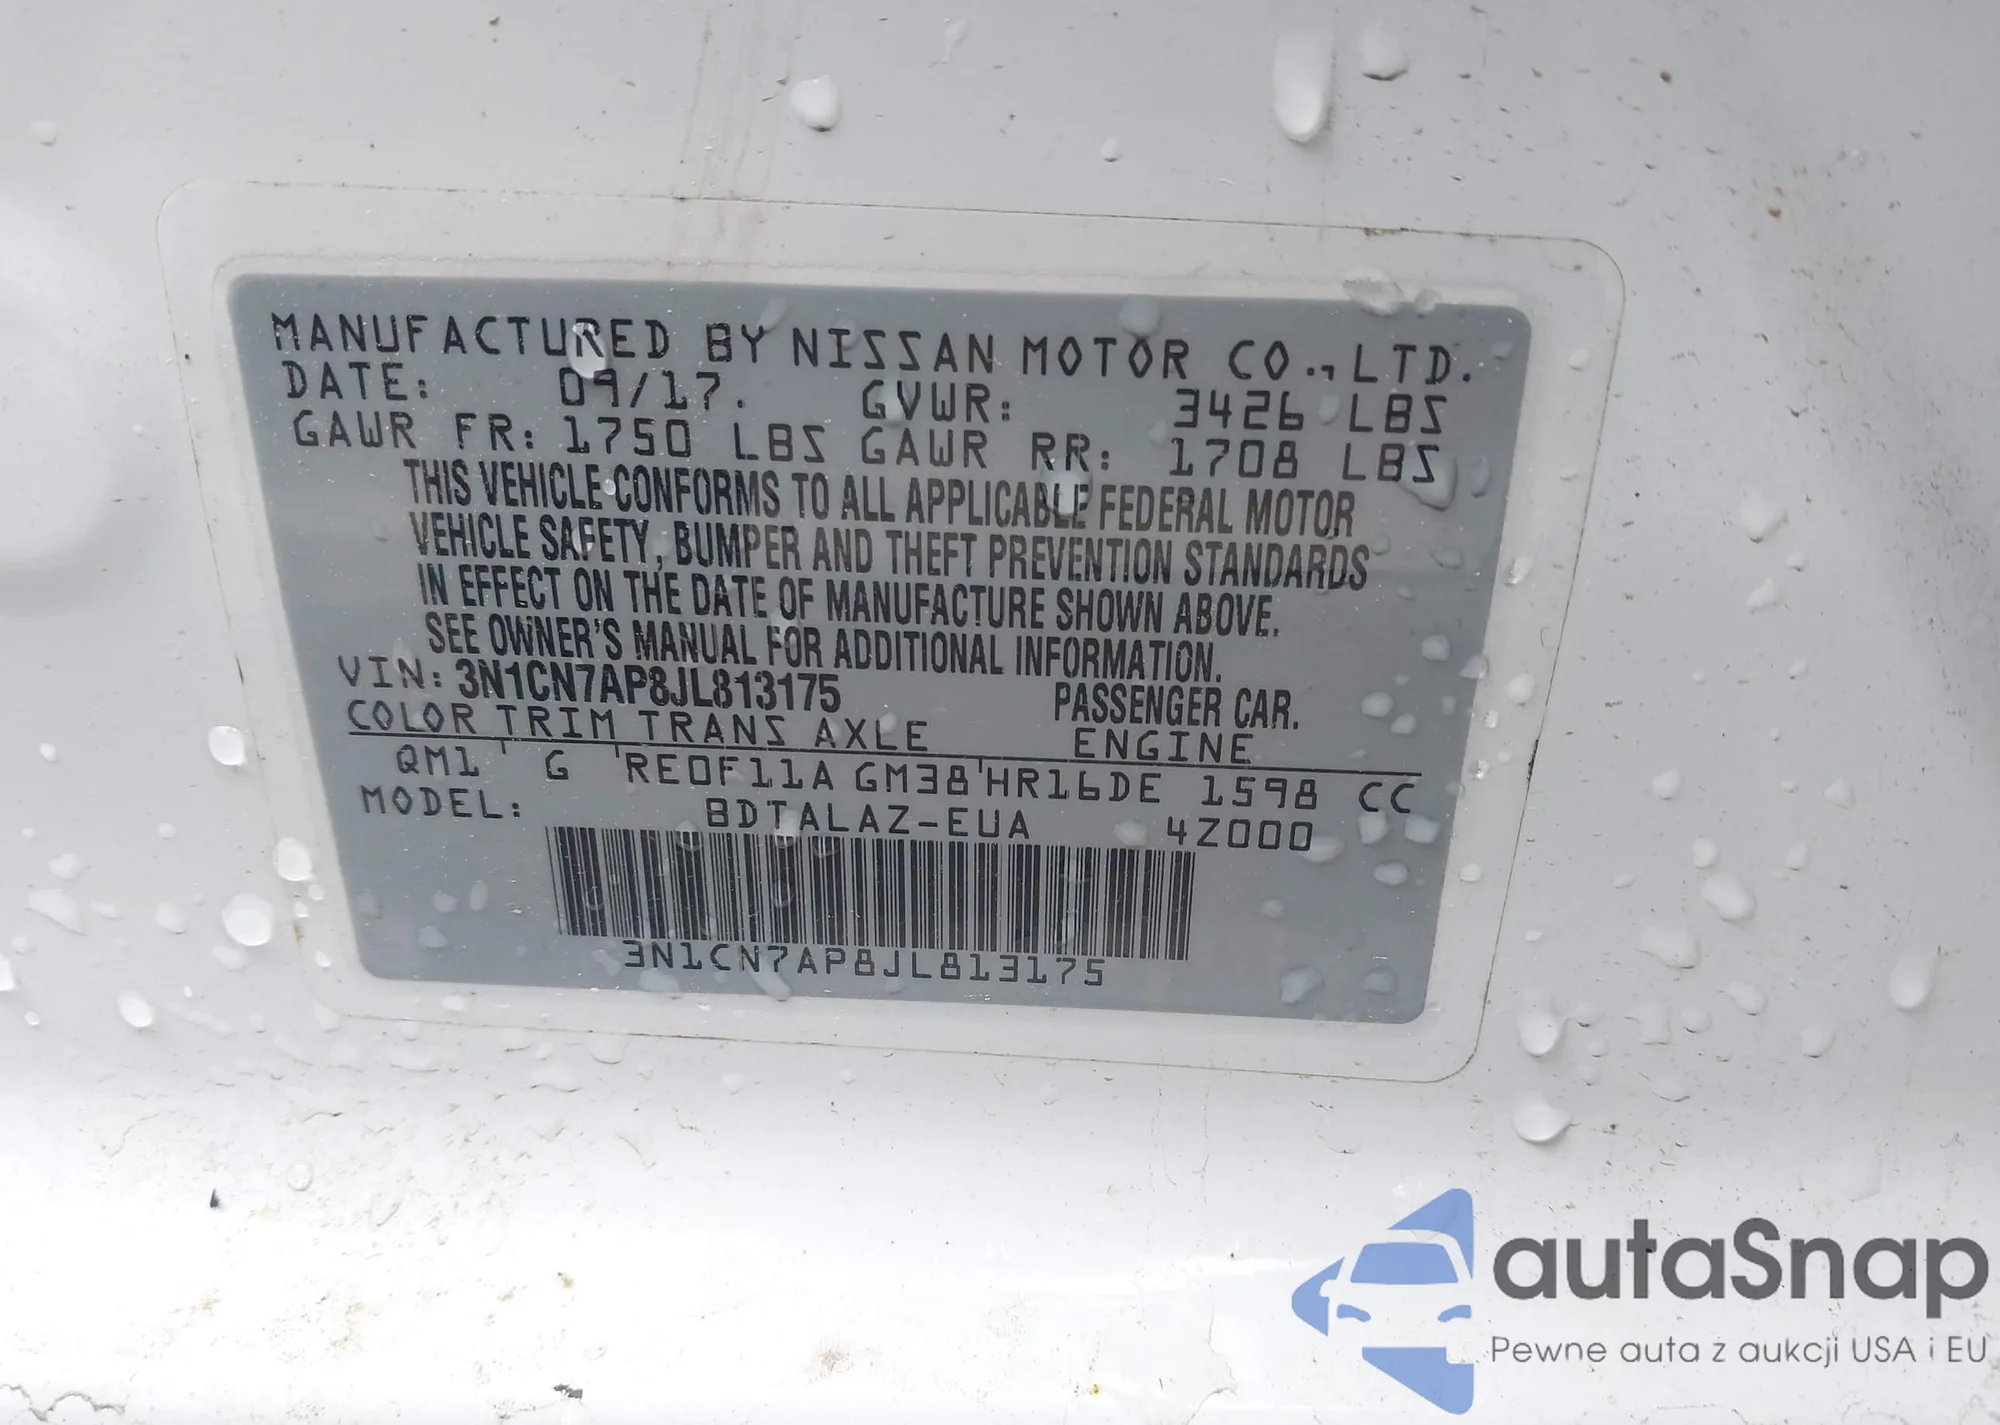 MANUFACTURED BY NISSAN MOTOR CO., LTD.
DATE: 09/17. GVWR: 3426 LBS
GAWR FR: 1750 LBS GAWR RR: 1708 LBS
THIS VEHICLE CONFORMS TO ALL APPLICABLE FEDERAL MOTOR
VEHICLE SAFETY, BUMPER AND THEFT PREVENTION STANDARDS
IN EFFECT ON THE DATE OF MANUFACTURE SHOWN ABOVE.
SEE OWNER'S MANUAL FOR ADDITIONAL INFORMATION.
VIN: 3N1CN7AP8JL813175 PASSENGER CAR.
COLOR TRIM TRANS AXLE ENGINE
QM1 G RE0F11A GM38 HR16DE 1598 CC
MODEL: BDTALAZ-EUA 4Z000
3N1CN7AP8JL813175
autaSnap
Pewne auta z aukcji USA i EU